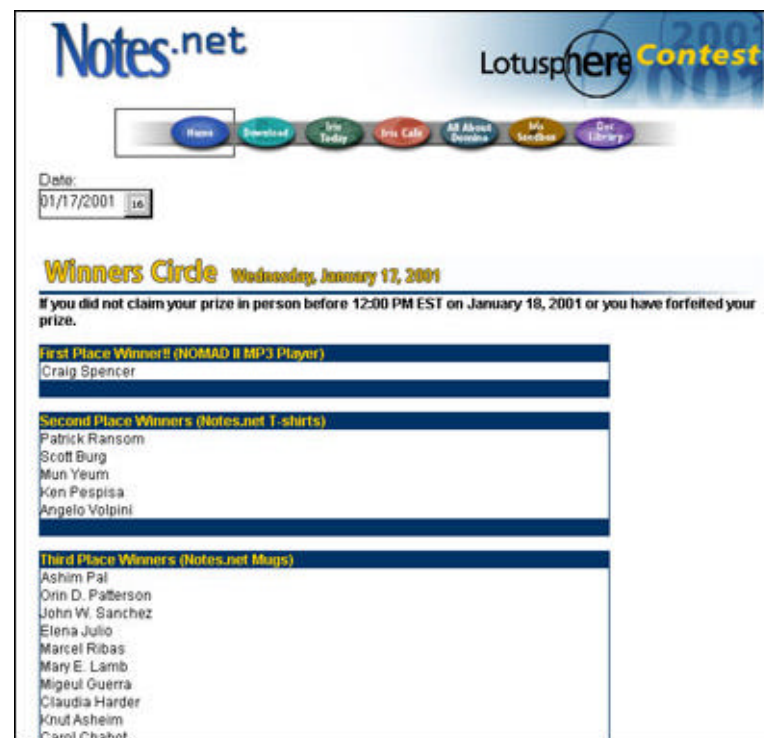 Notes.net
Lotusphere Contest
2001
2001
Home Download Iris Today Iris Cafe All About Domino Iris Sandbox Doc Library
Date:
01/17/2001 16
Winners Circle Wednesday, January 17, 2001
If you did not claim your prize in person before 12:00 PM EST on January 18, 2001 or you have forfeited your
prize.
First Place Winner!! (NOMAD II MP3 Player)
Craig Spencer
Second Place Winners (Notes.net T-shirts)
Patrick Ransom
Scott Burg
Mun Yeum
Ken Pespisa
Angelo Volpini
Third Place Winners (Notes.net Mugs)
Ashim Pal
Orin D. Patterson
John W. Sanchez
Elena Julio
Marcel Ribas
Mary E. Lamb
Migeul Guerra
Claudia Harder
Knut Asheim
Carol Chabot